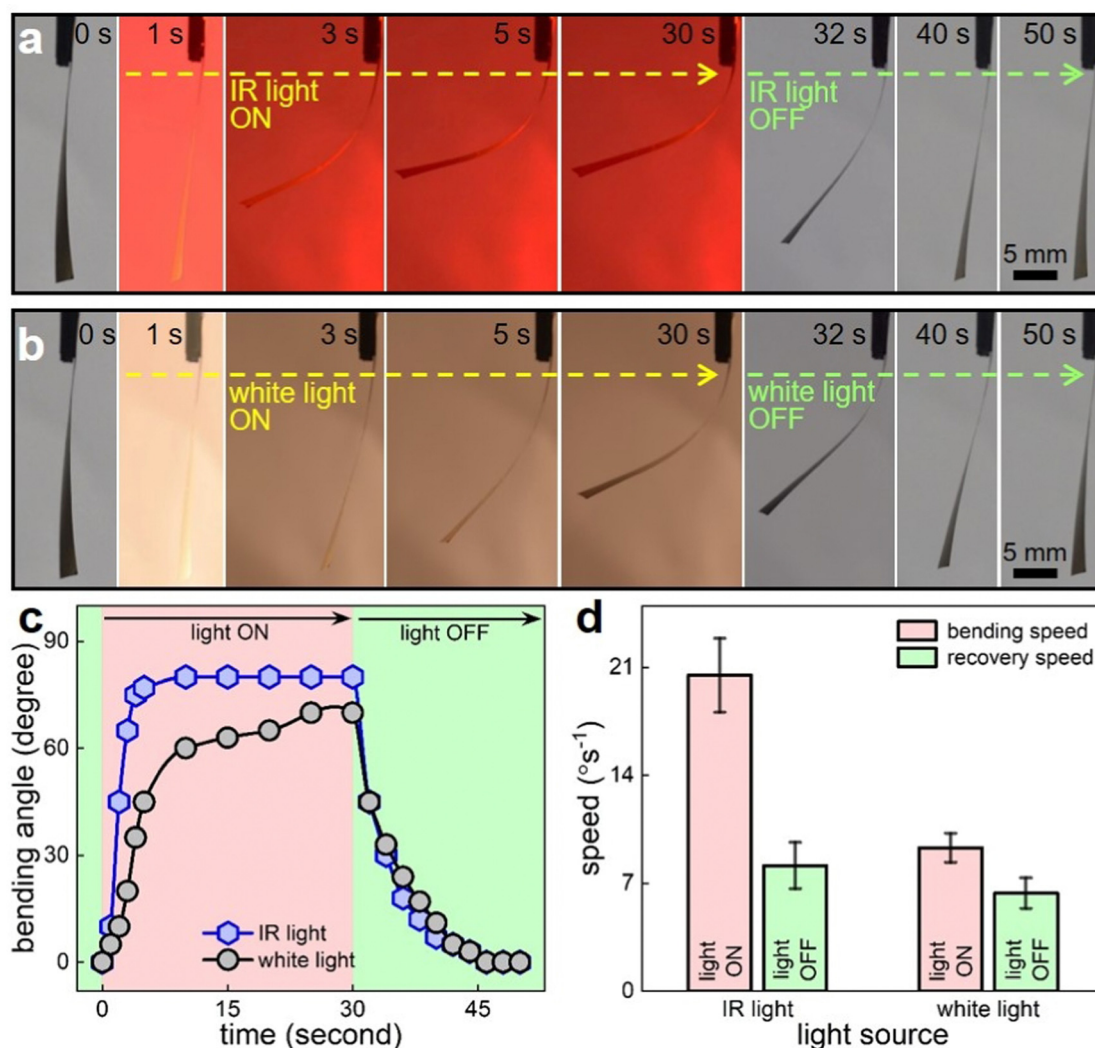 a
0 s
1 s
3 s
5 s
30 s
32 s
40 s
50 s
IR light
ON
IR light
OFF
5 mm
b
0 s
1 s
3 s
5 s
30 s
32 s
40 s
50 s
white light
ON
white light
OFF
5 mm
c
light ON
light OFF
90
60
30
0
bending angle (degree)
IR light
white light
0
15
30
45
time (second)
d
bending speed
recovery speed
21
14
7
0
speed (°s⁻¹)
light
ON
light
OFF
light
ON
light
OFF
IR light
white light
light source